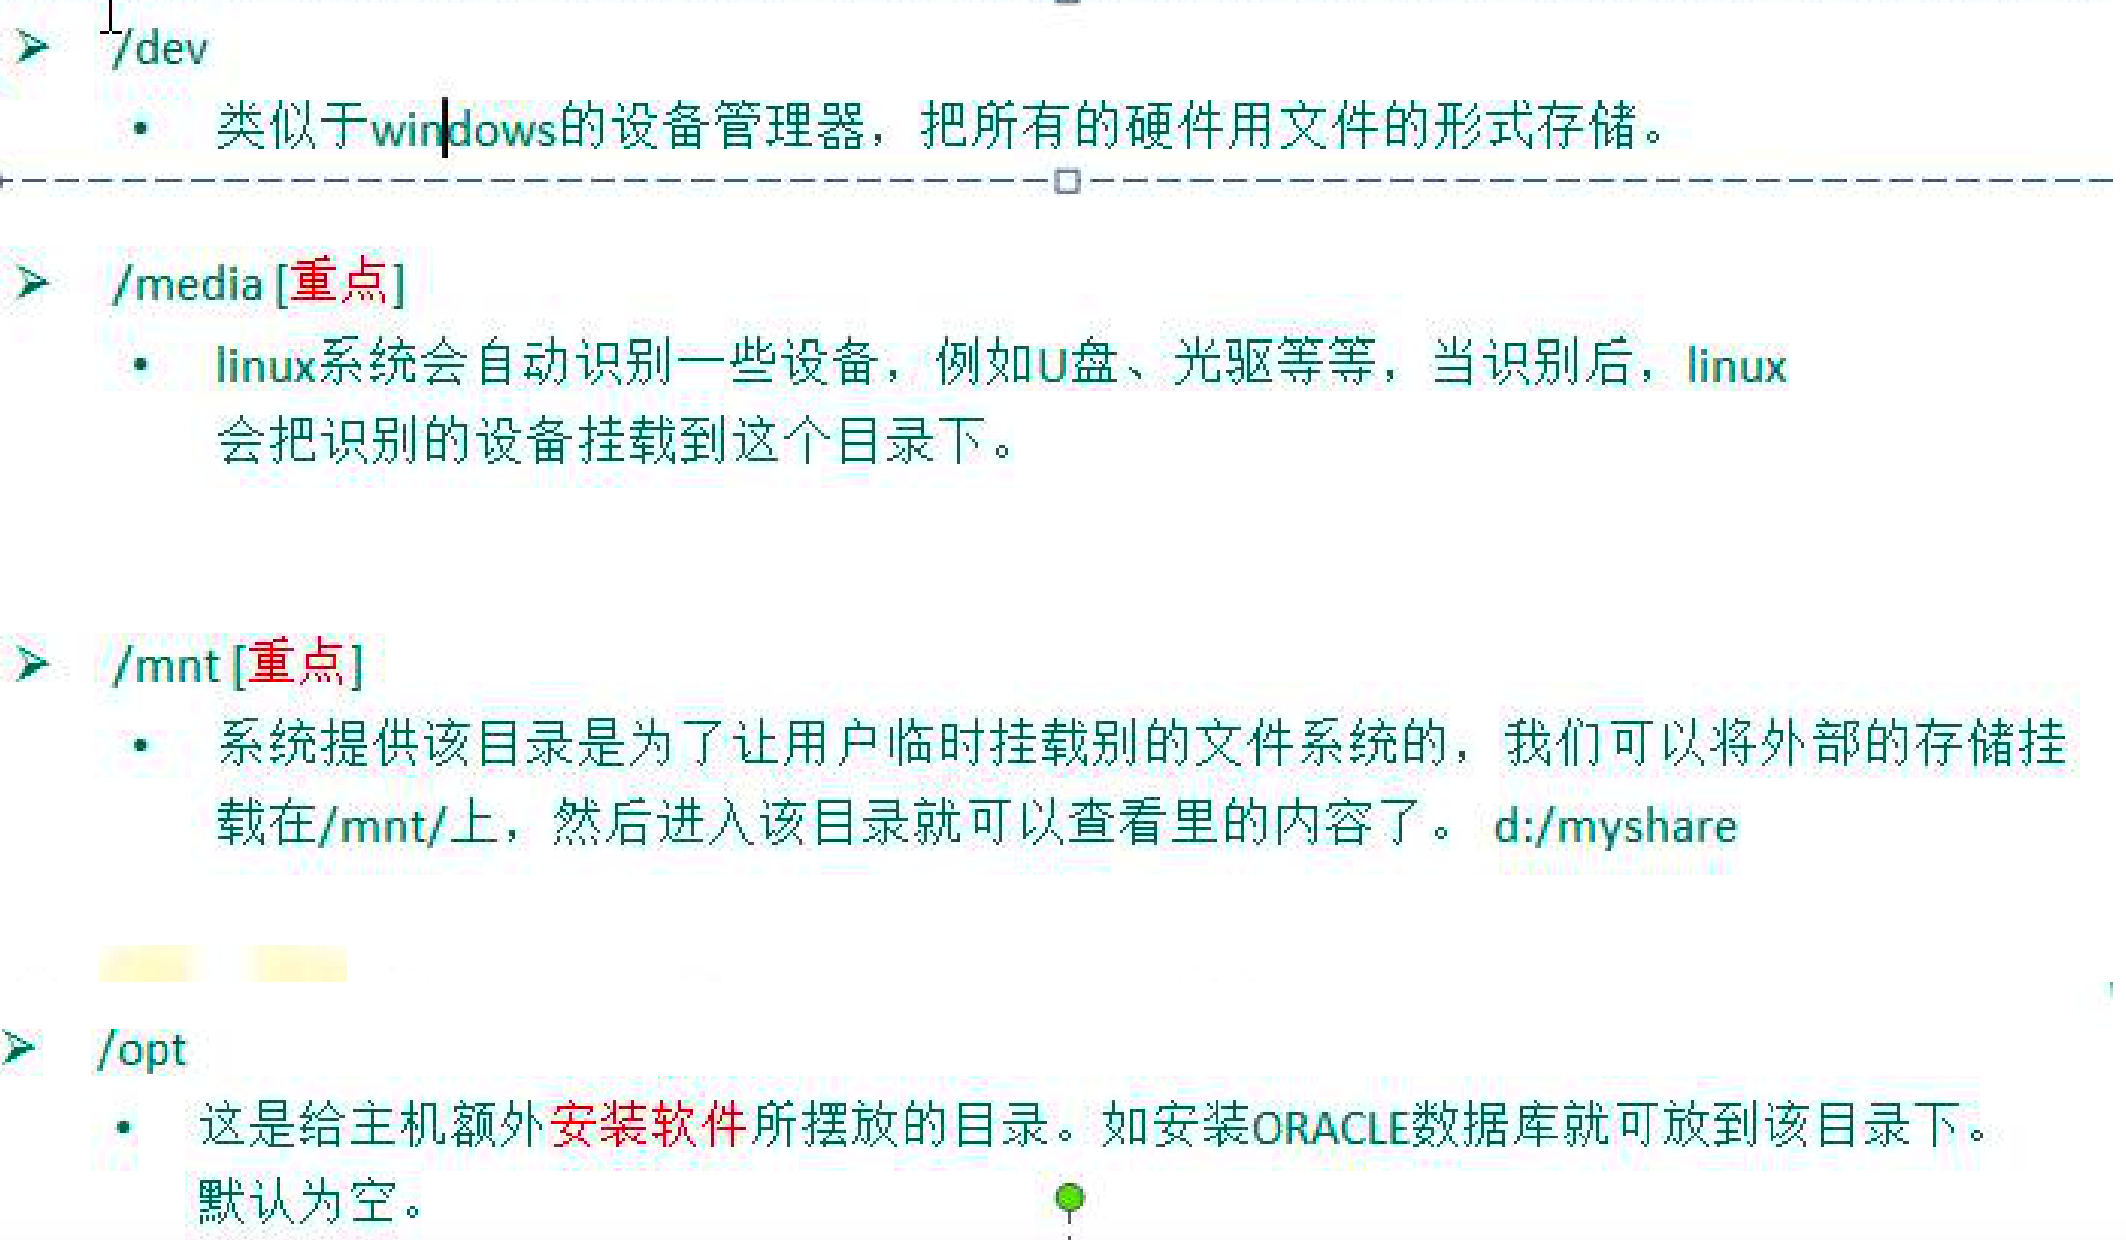 /dev
类似于windows的设备管理器，把所有的硬件用文件的形式存储。
/media [重点]
linux系统会自动识别一些设备，例如U盘、光驱等等，当识别后，linux
会把识别的设备挂载到这个目录下。
/mnt [重点]
系统提供该目录是为了让用户临时挂载别的文件系统的，我们可以将外部的存储挂
载在/mnt/上，然后进入该目录就可以查看里的内容了。 d:/myshare
/opt
这是给主机额外安装软件所摆放的目录。如安装ORACLE数据库就可放到该目录下。
默认为空。